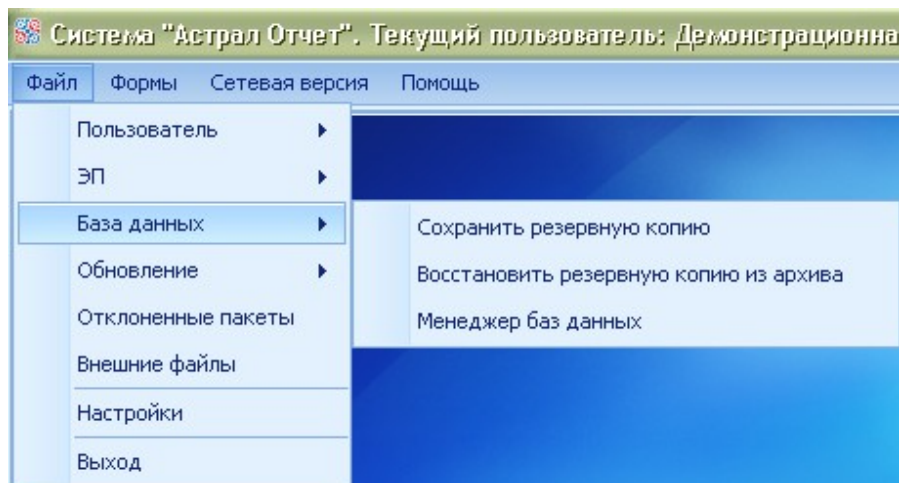 Система "Астрал Отчет". Текущий пользователь: Демонстрационна
Файл Формы Сетевая версия Помощь
Пользователь
ЭП
База данных
Сохранить резервную копию
Восстановить резервную копию из архива
Менеджер баз данных
Обновление
Отклоненные пакеты
Внешние файлы
Настройки
Выход